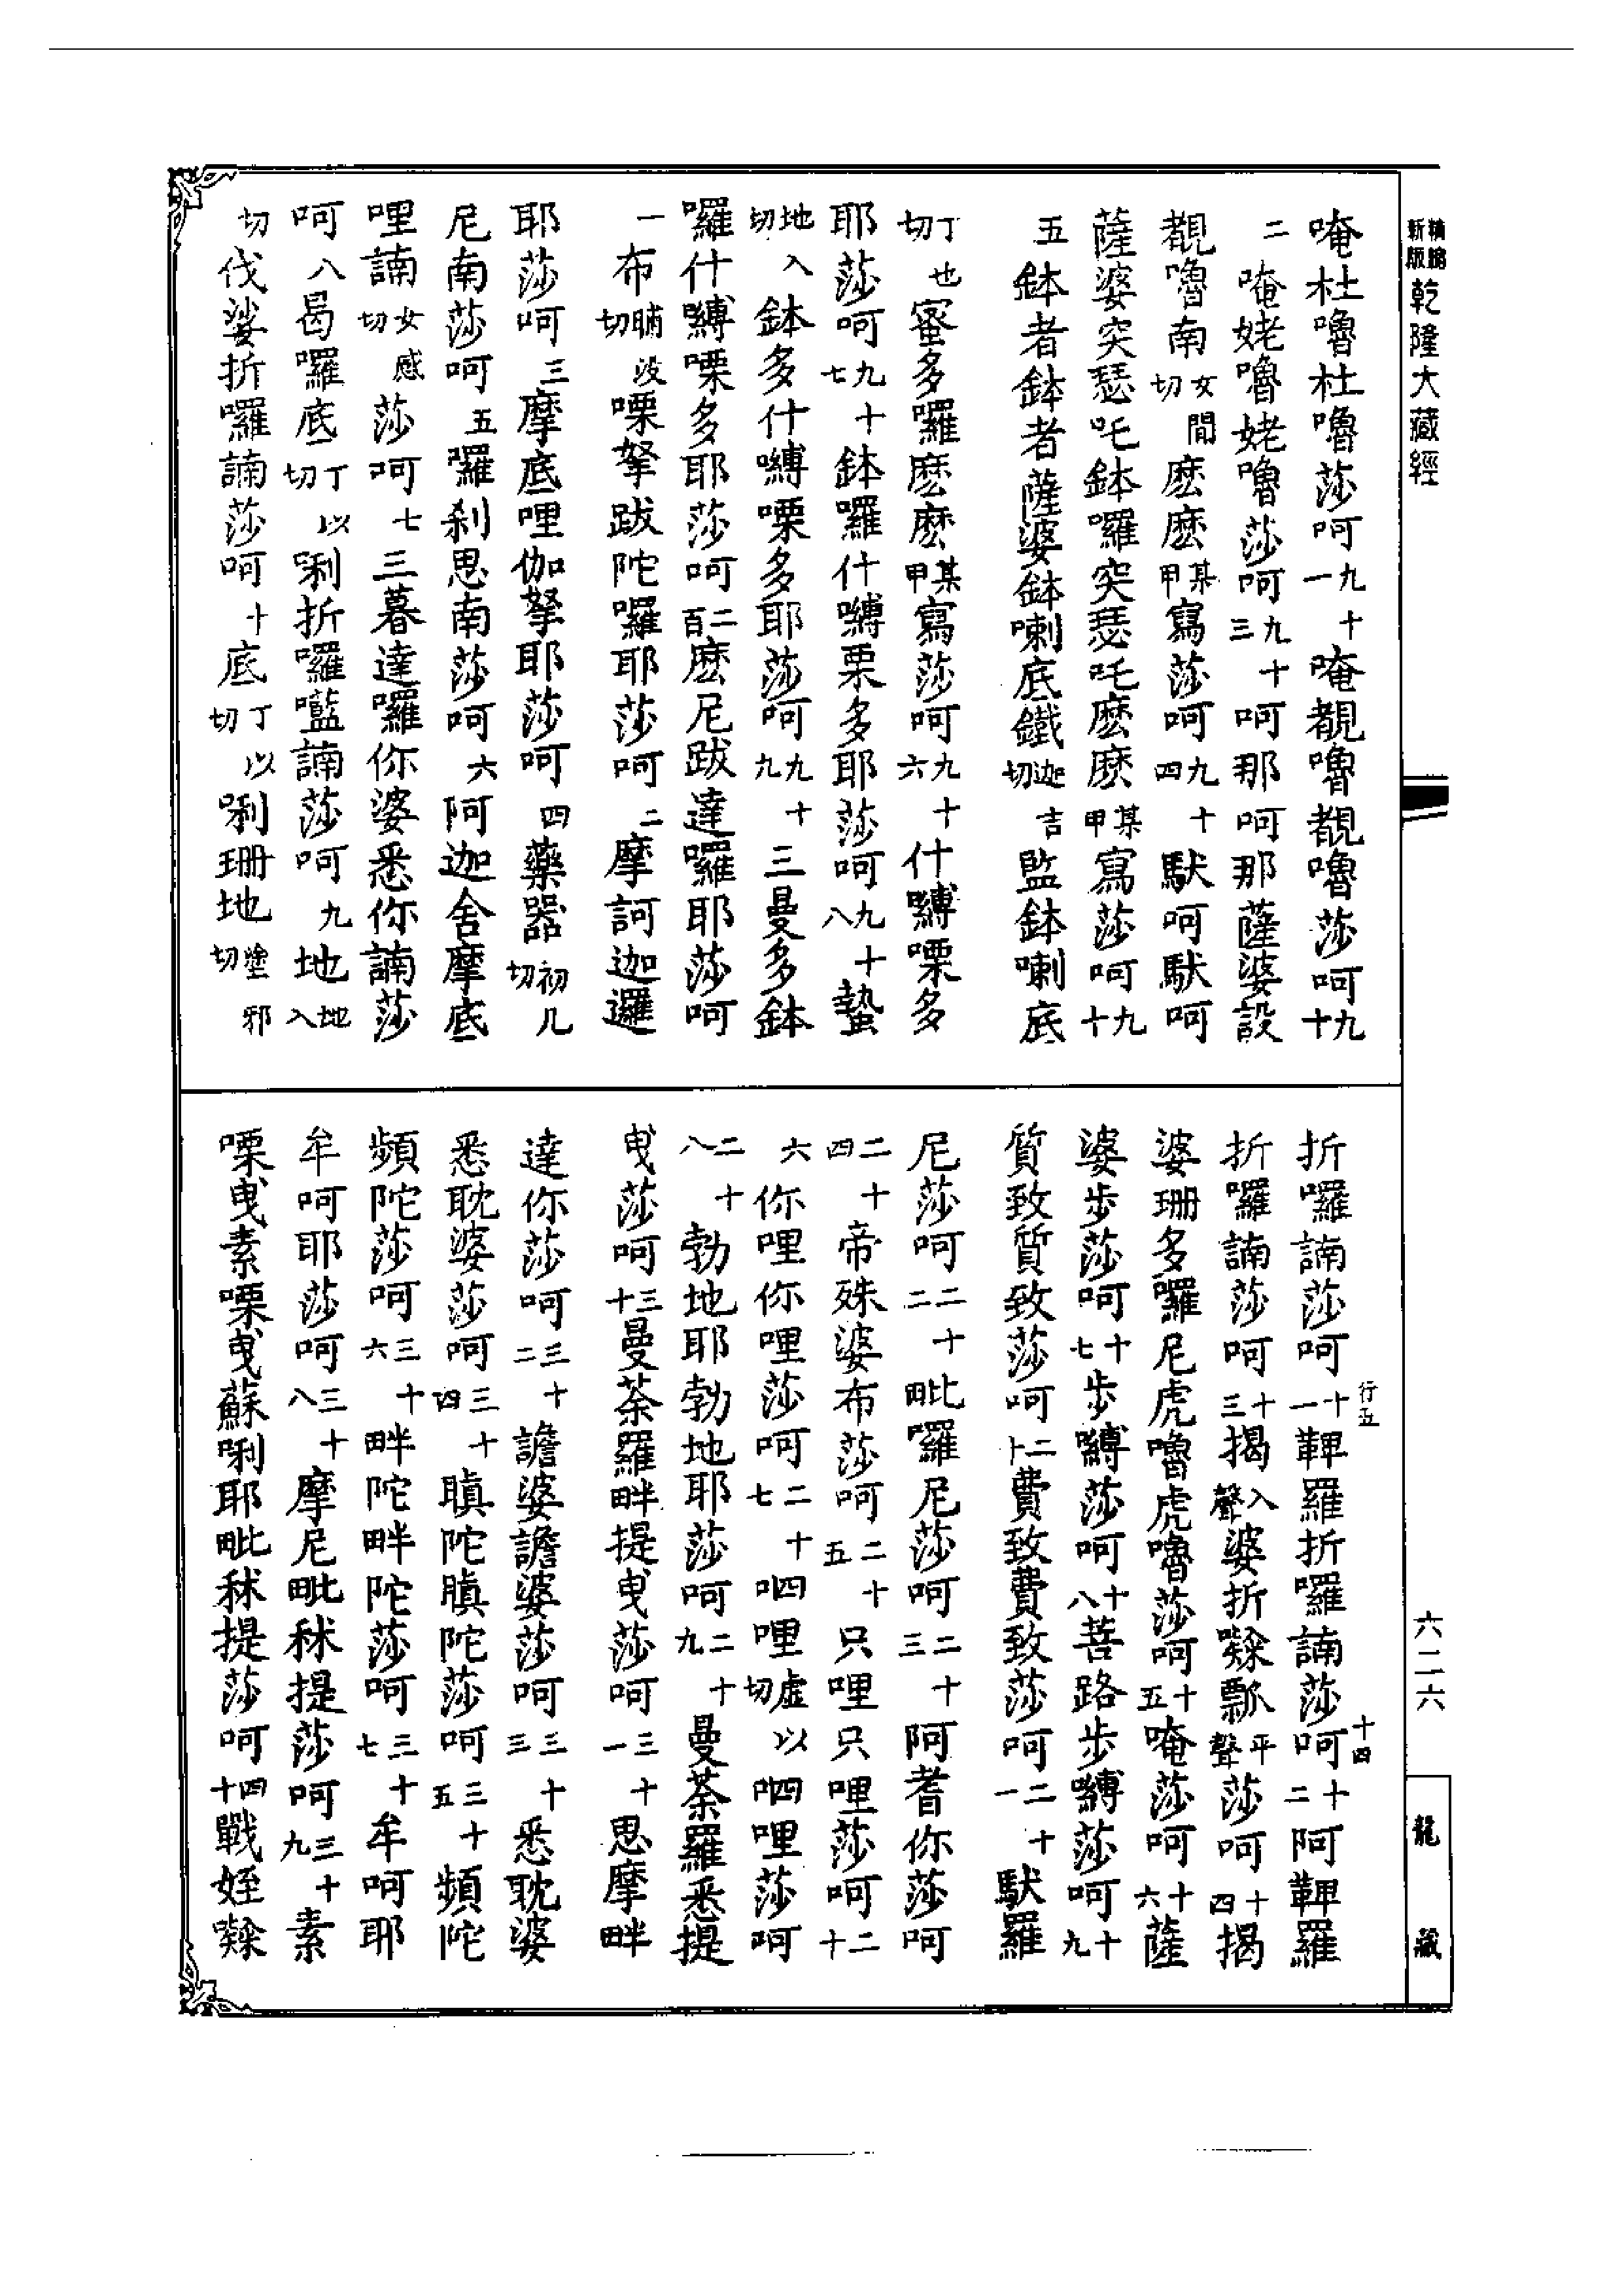 新版精縮乾隆大藏經
唵杜嚕杜嚕莎呵九十一唵覩嚕覩嚕莎呵九十
二唵姥嚕姥嚕莎呵九十三呵那呵那薩婆設
覩嚕南女間切麽麽某甲寫莎呵九十四馱呵馱呵
薩婆突瑟吒鉢囉突瑟吒麽麽某甲寫莎呵九十
五鉢者鉢者薩婆鉢喇底鐵迦吉切監鉢喇底
丁也切蜜多囉麽麽某甲寫莎呵九十六什嚩㗚多
耶莎呵九十七鉢囉什嚩栗多耶莎呵九十八蟄
地入切鉢多什嚩㗚多耶莎呵九十九三曼多鉢
囉什嚩㗚多耶莎呵二百麽尼跋達囉耶莎呵
一布脯沒切㗚拏跋陀囉耶莎呵二摩訶迦邏
耶莎呵三摩底哩伽拏耶莎呵四藥器初几切
尼南莎呵五囉剎思南莎呵六阿迦舍摩底
哩諵女感切莎呵七三暮達囉你婆悉你諵莎
呵八曷囉底丁以切唎折囉囕諵莎呵九地地入
切伐娑折囉諵莎呵十底丁以切唎珊地塗邪切
折囉諵莎呵十一鞞羅折囉諵莎呵十二阿鞞羅
折囉諵莎呵十三揭入聲婆折㘑瓢平聲莎呵十四揭
婆珊多囉尼虎嚕虎嚕莎呵十五唵莎呵十六薩
婆步莎呵十七步嚩莎呵十八菩路步嚩莎呵十九
質致質致莎呵二十費致費致莎呵二十一馱羅
尼莎呵二十二毗囉尼莎呵二十三阿耆你莎呵
二十四帝殊婆布莎呵二十五只哩只哩莎呵二十
六你哩你哩莎呵二十七呬哩虛以切呬哩莎呵
二十八勃地耶勃地耶莎呵二十九曼荼羅悉提
曳莎呵三十曼荼羅畔提曳莎呵三十一思摩畔
達你莎呵三十二譫婆譫婆莎呵三十三悉耽婆
悉耽婆莎呵三十四瞋陀瞋陀莎呵三十五頻陀
頻陀莎呵三十六畔陀畔陀莎呵三十七牟呵耶
牟呵耶莎呵三十八摩尼毗秫提莎呵三十九素
㗚曳素㗚曳蘇唎耶毗秫提莎呵四十戰姪㘑
行五
十四
六二六
龍藏